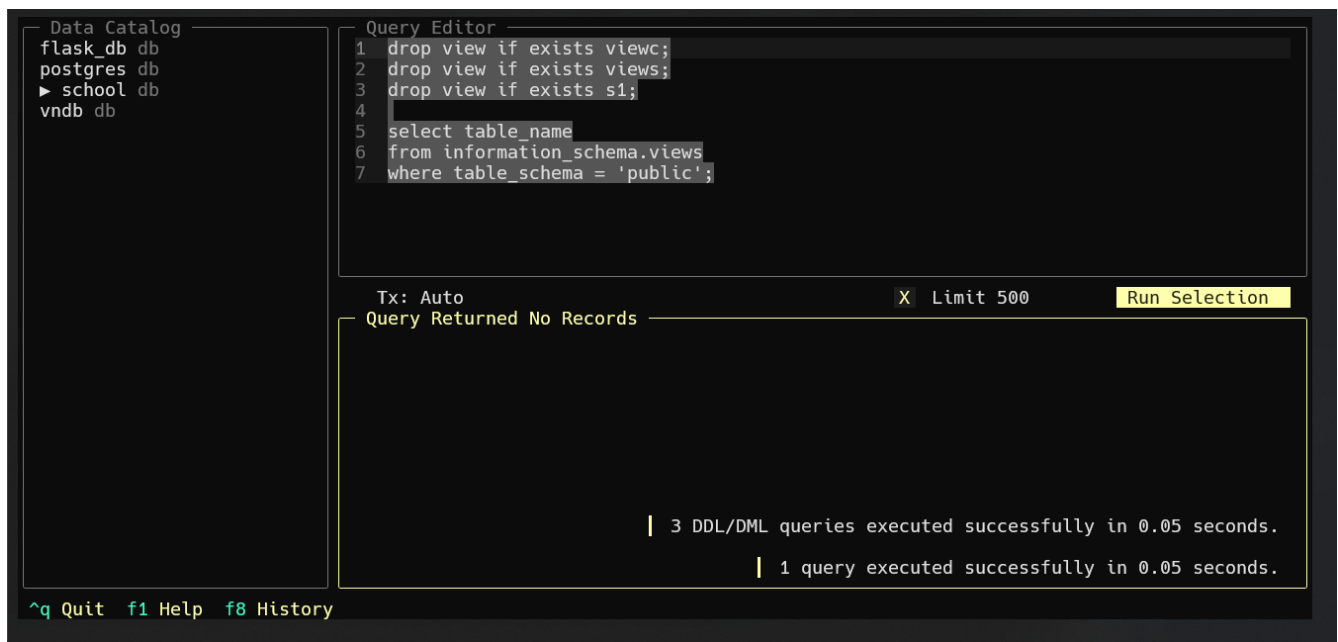 Data Catalog
flask_db db
postgres db
▶ school db
vndb db
Query Editor
1 drop view if exists viewc;
2 drop view if exists views;
3 drop view if exists s1;
4
5 select table_name
6 from information_schema.views
7 where table_schema = 'public';
Tx: Auto X Limit 500 Run Selection
Query Returned No Records
3 DDL/DML queries executed successfully in 0.05 seconds.
1 query executed successfully in 0.05 seconds.
^q Quit f1 Help f8 History